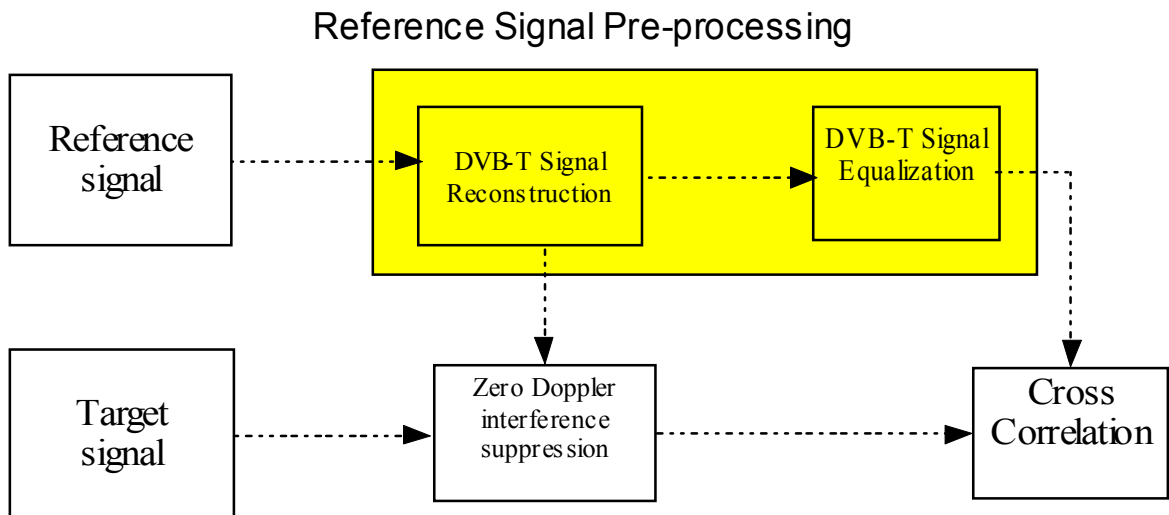 Reference Signal Pre-processing
Reference
signal
DVB-T Signal
Reconstruction
DVB-T Signal
Equalization
Target
signal
Zero Doppler
interference
suppression
Cross
Correlation